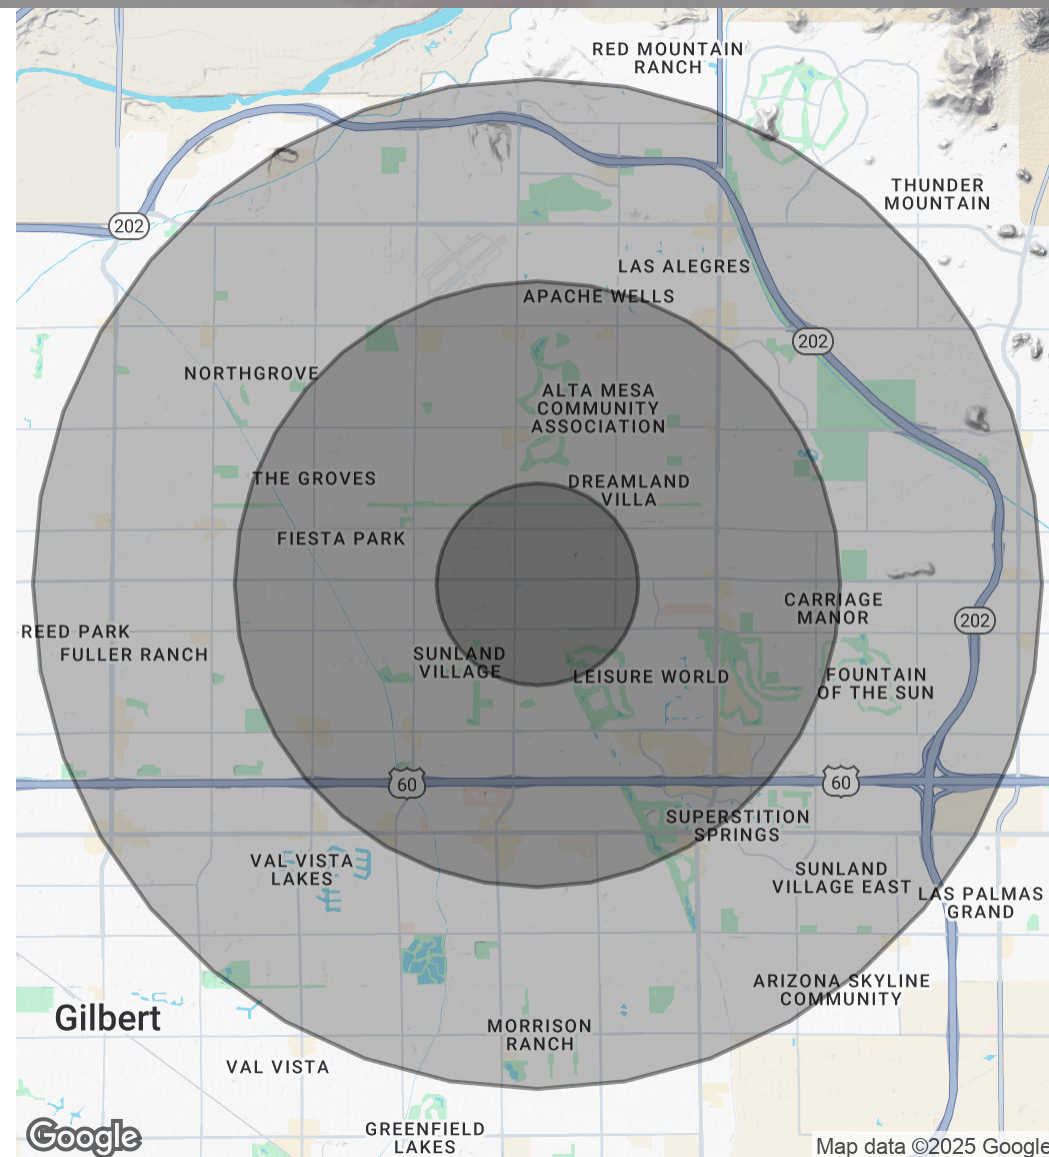 RED MOUNTAIN
RANCH
THUNDER
MOUNTAIN
202
LAS ALEGRES
APACHE WELLS
202
NORTHGROVE
ALTA MESA
COMMUNITY
ASSOCIATION
THE GROVES
DREAMLAND
VILLA
FIESTA PARK
CARRIAGE
MANOR
202
REED PARK
FULLER RANCH
SUNLAND
VILLAGE
LEISURE WORLD
FOUNTAIN
OF THE SUN
60
60
SUPERSTITION
SPRINGS
VAL VISTA
LAKES
SUNLAND
VILLAGE EAST
LAS PALMAS
GRAND
ARIZONA SKYLINE
COMMUNITY
Gilbert
MORRISON
RANCH
VAL VISTA
GREENFIELD
LAKES
Google
Map data ©2025 Google